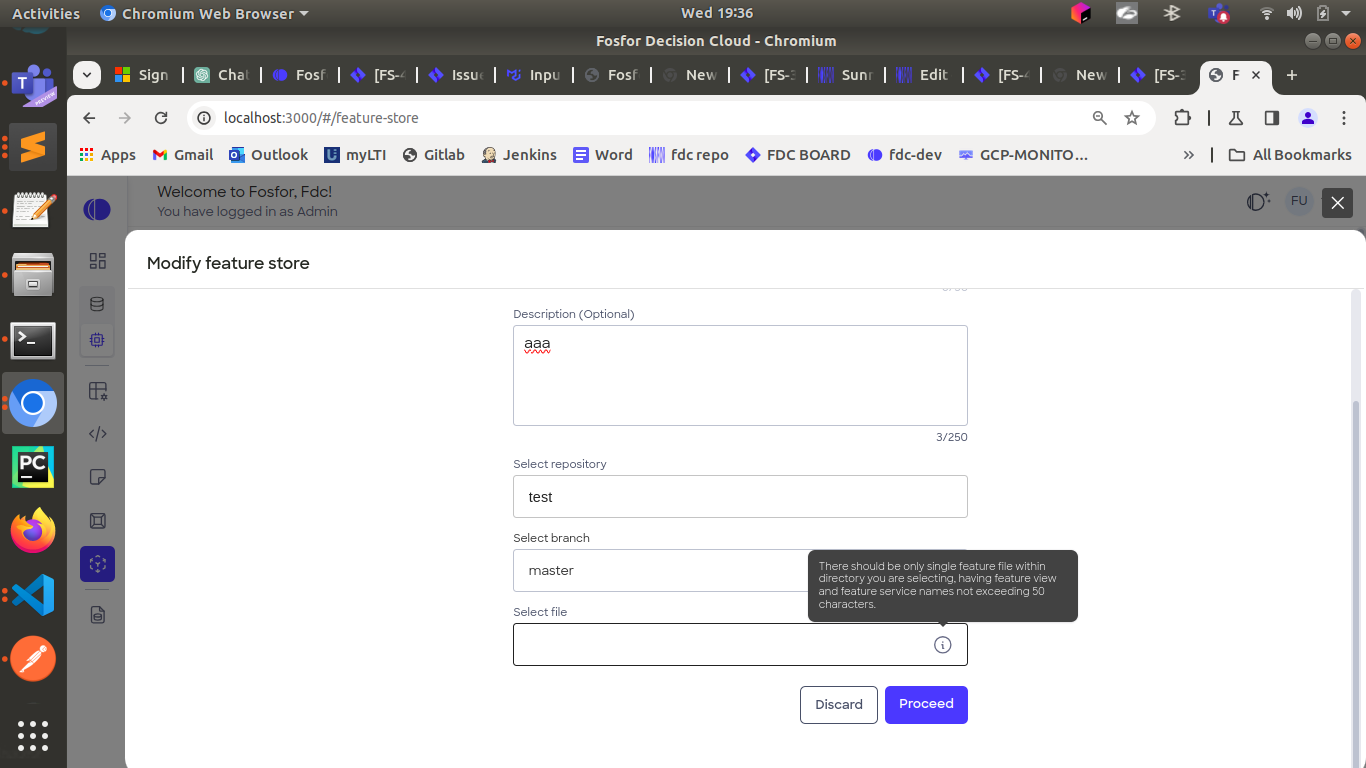 Activities
Chromium Web Browser
Wed 19:36
Fosfor Decision Cloud - Chromium
Sign
Chat
Fosf
[FS-4
Issue
Inpu
Fosf
New
[FS-3
Sunr
Edit
[FS-4
New
[FS-3
F
localhost:3000/#/feature-store
Apps
Gmail
Outlook
myLTI
Gitlab
Jenkins
Word
fdc repo
FDC BOARD
fdc-dev
GCP-MONITO...
All Bookmarks
Welcome to Fosfor, Fdc!
You have logged in as Admin
FU
Modify feature store
Description (Optional)
aaa
3/250
Select repository
test
Select branch
master
There should be only single feature file within
directory you are selecting, having feature view
and feature service names not exceeding 50
characters.
Select file
Discard
Proceed
PREVIEW
PC